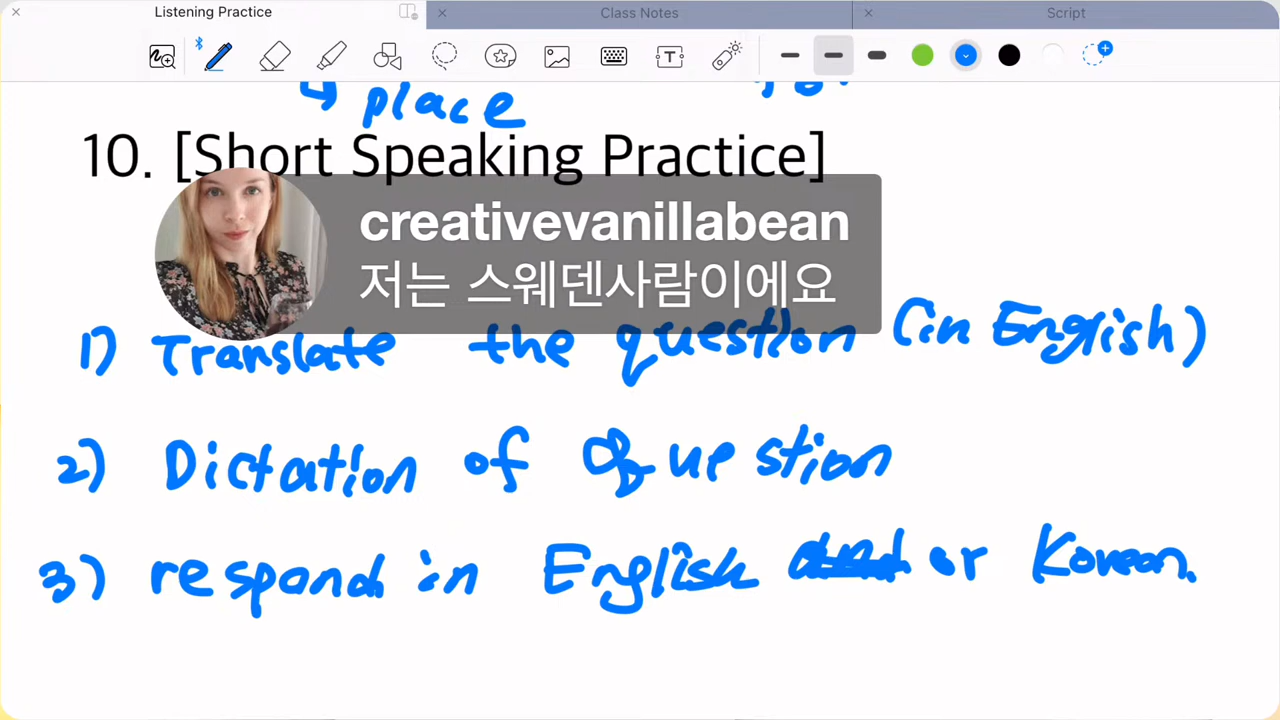 Listening Practice
Class Notes
Script
place
10. [Short Speaking Practice]
creativevanillabean
저는 스웨덴사람이에요
1) Translate the question (in English)
2) Dictation of Question
3) respond in English and or Korean.